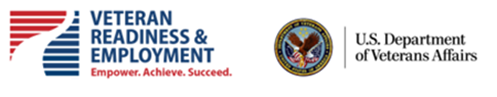 VETERAN
READINESS &
EMPLOYMENT
Empower. Achieve. Succeed.
U.S. Department
of Veterans Affairs